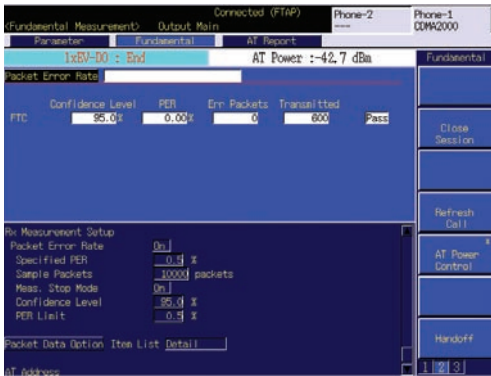 Connected (FTAP)
<Fundamental Measurement> Output Main
Phone-2
----
Phone-1
CDMA2000
Parameter Fundamental AT Report
1xEV-DO : End AT Power :-42.7 dBm
Fundamental
Packet Error Rate
Confidence Level PER Err Packets Transmitted
FTC 95.0% 0.00% 0 600 Pass
Close
Session
Refresh
Call
Rx Measurement Setup
Packet Error Rate On
Specified PER 0.5 %
Sample Packets 10000 packets
Meas. Stop Mode On
Confidence Level 95.0 %
PER Limit 0.5 %
*
AT Power
Control
Packet Data Option Item List Detail
Handoff
AT Address
1 2 3